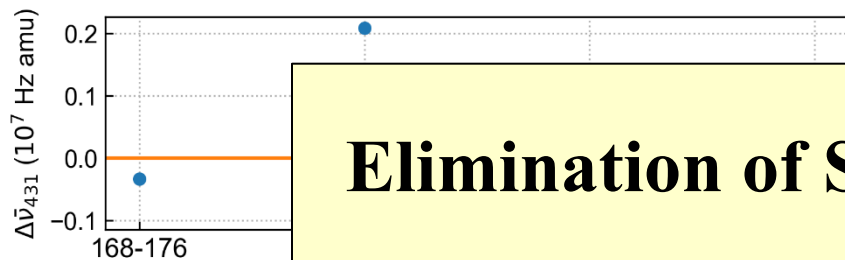 Δν̄₄₃₁ (10⁷ Hz amu)
0.2
0.1
0.0
−0.1
168-176
Elimination of S